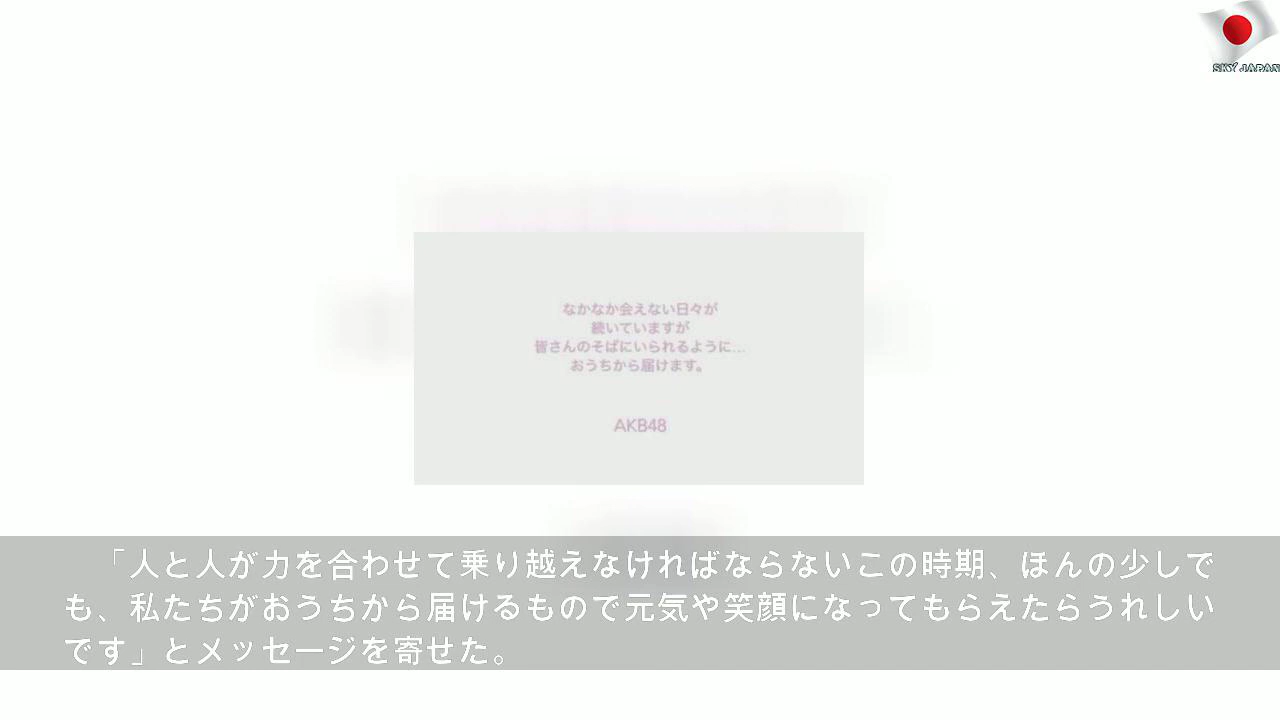 SKY JAPAN
なかなか会えない日々が
続いていますが
皆さんのそばにいられるように…
おうちから届けます。
AKB48
「人と人が力を合わせて乗り越えなければならないこの時期、ほんの少しで
も、私たちがおうちから届けるもので元気や笑顔になってもらえたらうれしい
です」とメッセージを寄せた。